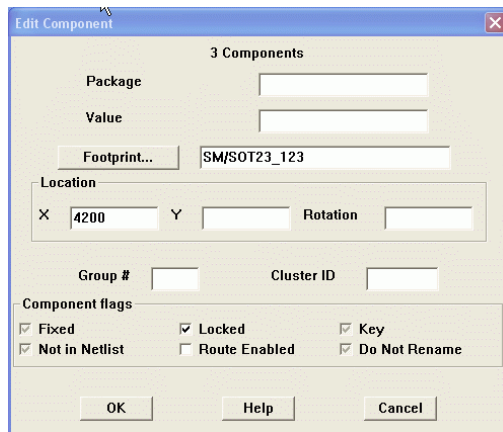 Edit Component
3 Components
Package
Value
Footprint... SM/SOT23_123
Location
X 4200 Y Rotation
Group # Cluster ID
Component flags
Fixed Locked Key
Not in Netlist Route Enabled Do Not Rename
OK Help Cancel